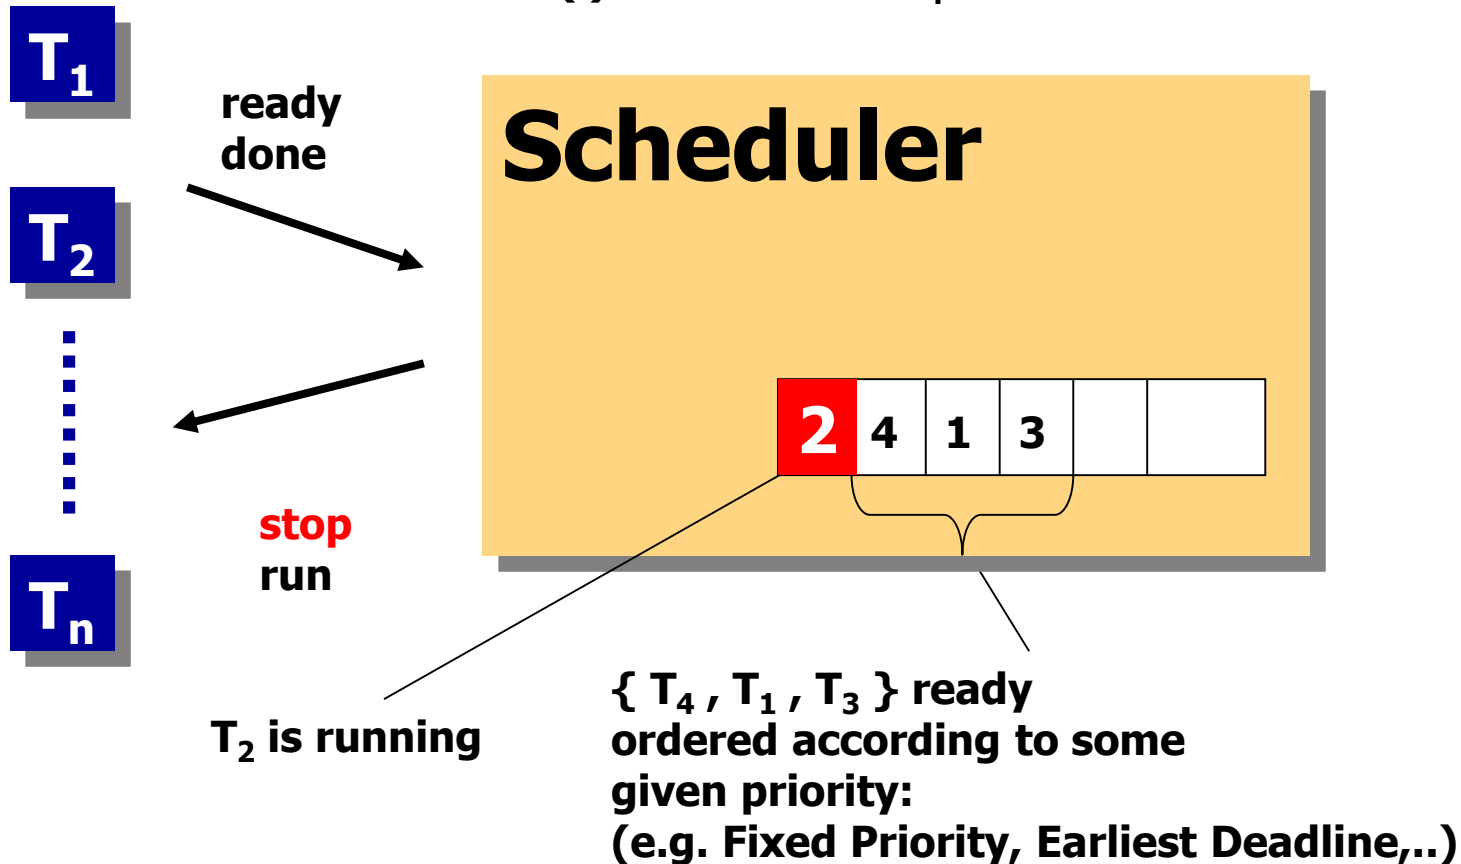 T1
ready
done
Scheduler
T2
2 4 1 3
stop
run
Tn
T2 is running
{ T4 , T1 , T3 } ready
ordered according to some
given priority:
(e.g. Fixed Priority, Earliest Deadline,..)